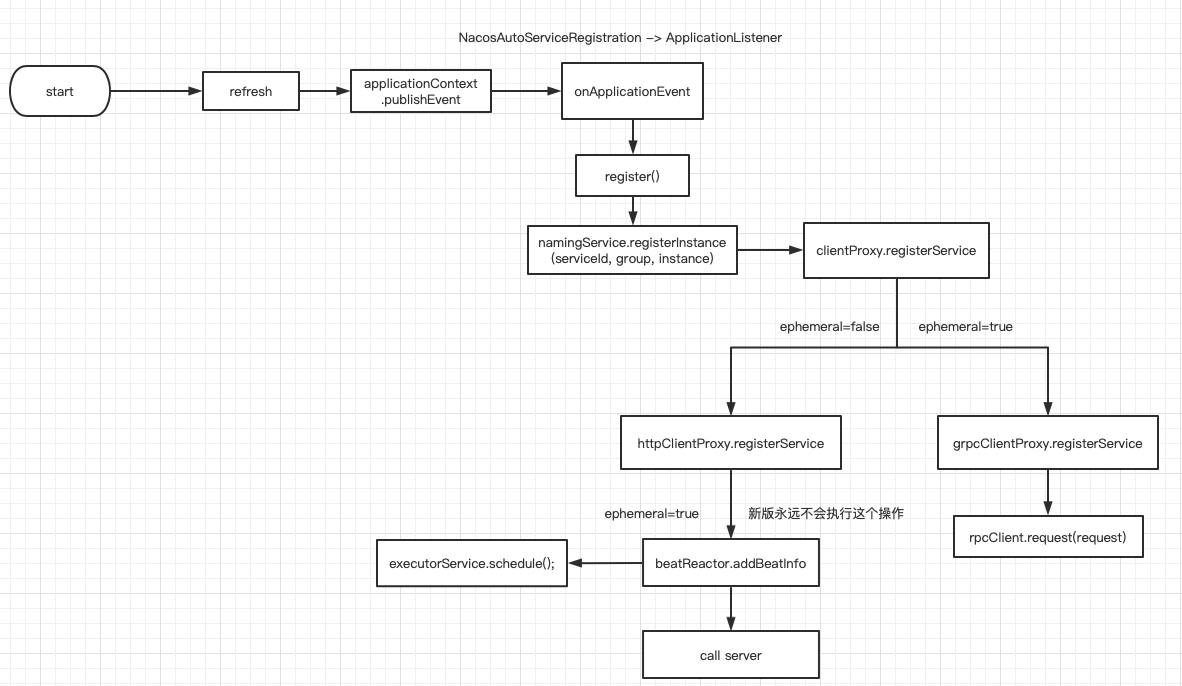 NacosAutoServiceRegistration –> ApplicationListener
start
refresh
applicationContext
.publishEvent
onApplicationEvent
register()
namingService.registerInstance
(serviceId, group, instance)
clientProxy.registerService
ephemeral=false
ephemeral=true
httpClientProxy.registerService
grpcClientProxy.registerService
ephemeral=true
新版永远不会执行这个操作
rpcClient.request(request)
executorService.schedule();
beatReactor.addBeatInfo
call server